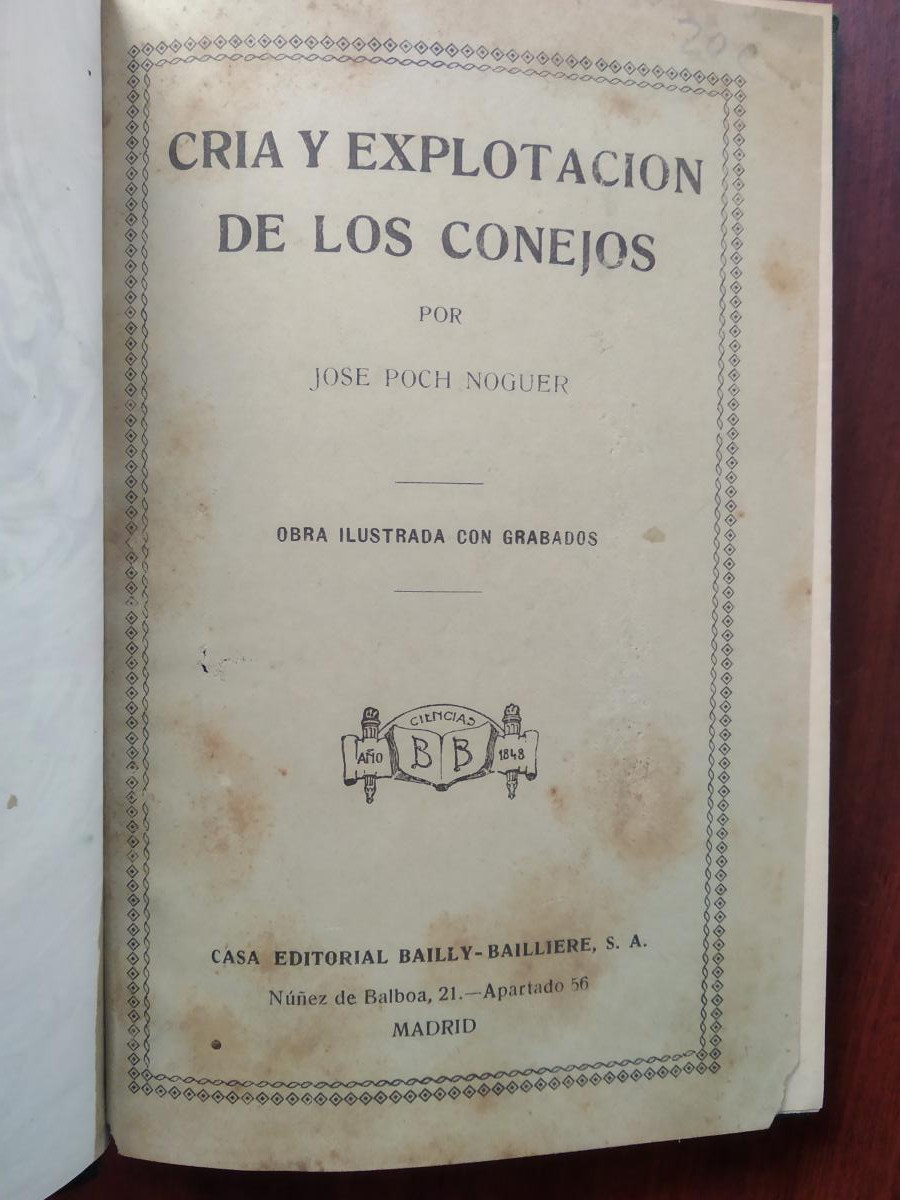 CRIA Y EXPLOTACION
DE LOS CONEJOS
POR
JOSE POCH NOGUER
OBRA ILUSTRADA CON GRABADOS
CIENCIAS
AÑO B B 1848
CASA EDITORIAL BAILLY-BAILLIERE, S. A.
Núñez de Balboa, 21.—Apartado 56
MADRID